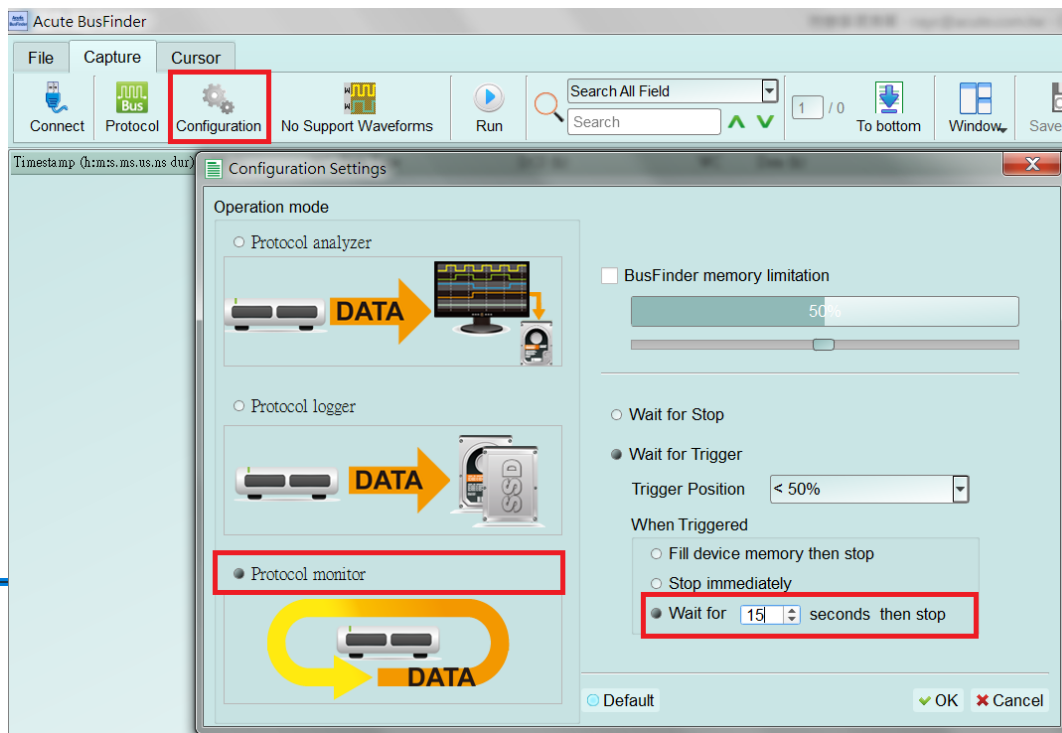 Acute BusFinder
File Capture Cursor
Bus
Connect Protocol Configuration No Support Waveforms Run
Search All Field
Search
1 / 0
To bottom Window Save
Timestamp (h:m:s.ms.us.ns dur)
Configuration Settings
Operation mode
Protocol analyzer
DATA
Protocol logger
DATA
SSD
Protocol monitor
DATA
BusFinder memory limitation
50%
Wait for Stop
Wait for Trigger
Trigger Position < 50%
When Triggered
Fill device memory then stop
Stop immediately
Wait for 15 seconds then stop
Default OK Cancel